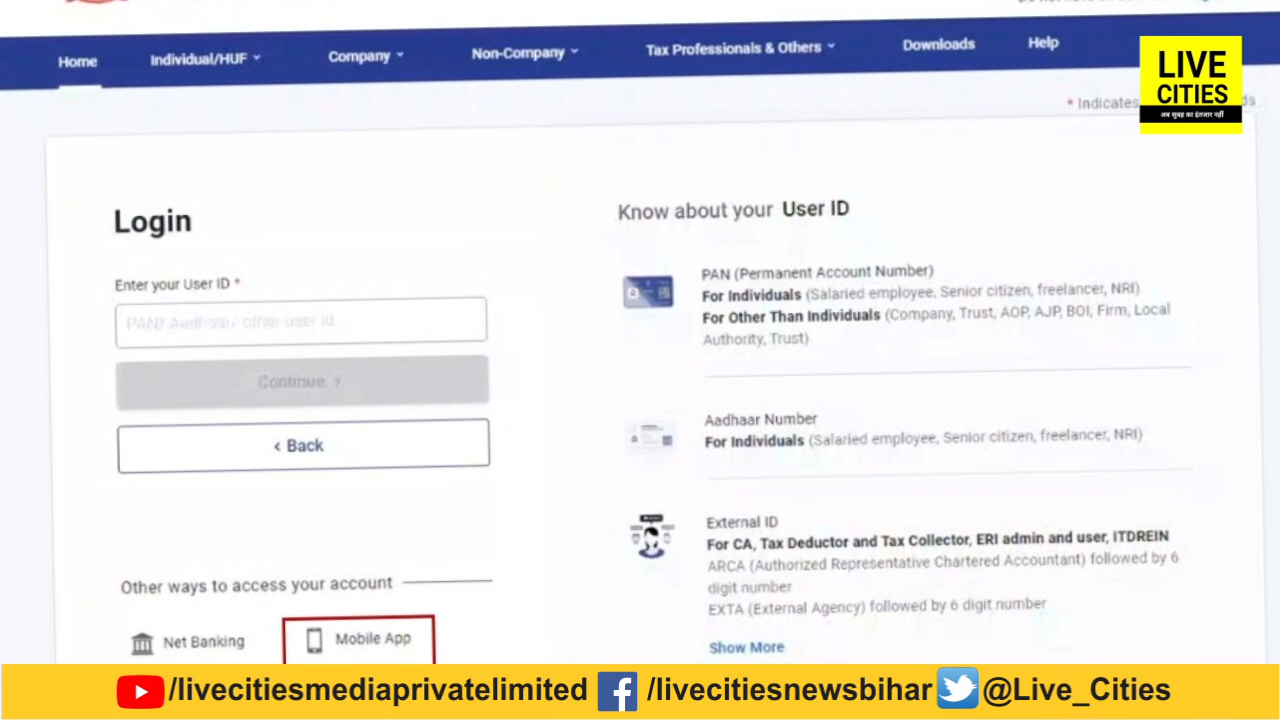 Home
Individual/HUF
Company
Non-Company
Tax Professionals & Others
Downloads
Help
LIVE
CITIES
अब सुबह का इंतजार नहीं
* Indicates
Login
Enter your User ID *
PAN/ Aadhaar/ other user id
Continue >
< Back
Other ways to access your account
Net Banking
Mobile App
Know about your User ID
PAN (Permanent Account Number)
For Individuals (Salaried employee, Senior citizen, freelancer, NRI)
For Other Than Individuals (Company, Trust, AOP, AJP, BOI, Firm, Local
Authority, Trust)
Aadhaar Number
For Individuals (Salaried employee, Senior citizen, freelancer, NRI)
External ID
For CA, Tax Deductor and Tax Collector, ERI admin and user, ITDREIN
ARCA (Authorized Representative Chartered Accountant) followed by 6
digit number
EXTA (External Agency) followed by 6 digit number
Show More
/livecitiesmediaprivatelimited /livecitiesnewsbihar @Live_Cities